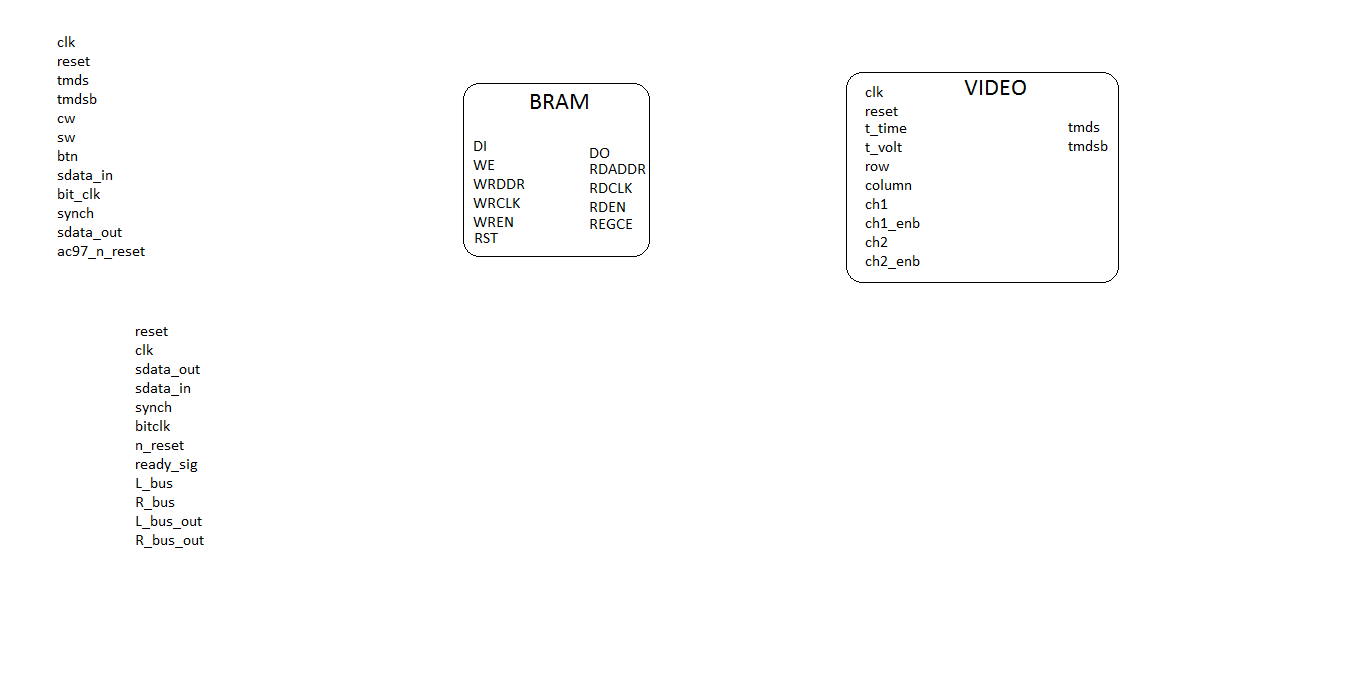 clk
reset
tmds
tmdsb
cw
sw
btn
sdata_in
bit_clk
synch
sdata_out
ac97_n_reset
BRAM
DI
WE
WRDDR
WRCLK
WREN
RST
DO
RDADDR
RDCLK
RDEN
REGCE
VIDEO
clk
reset
t_time
t_volt
row
column
ch1
ch1_enb
ch2
ch2_enb
tmds
tmdsb
reset
clk
sdata_out
sdata_in
synch
bitclk
n_reset
ready_sig
L_bus
R_bus
L_bus_out
R_bus_out